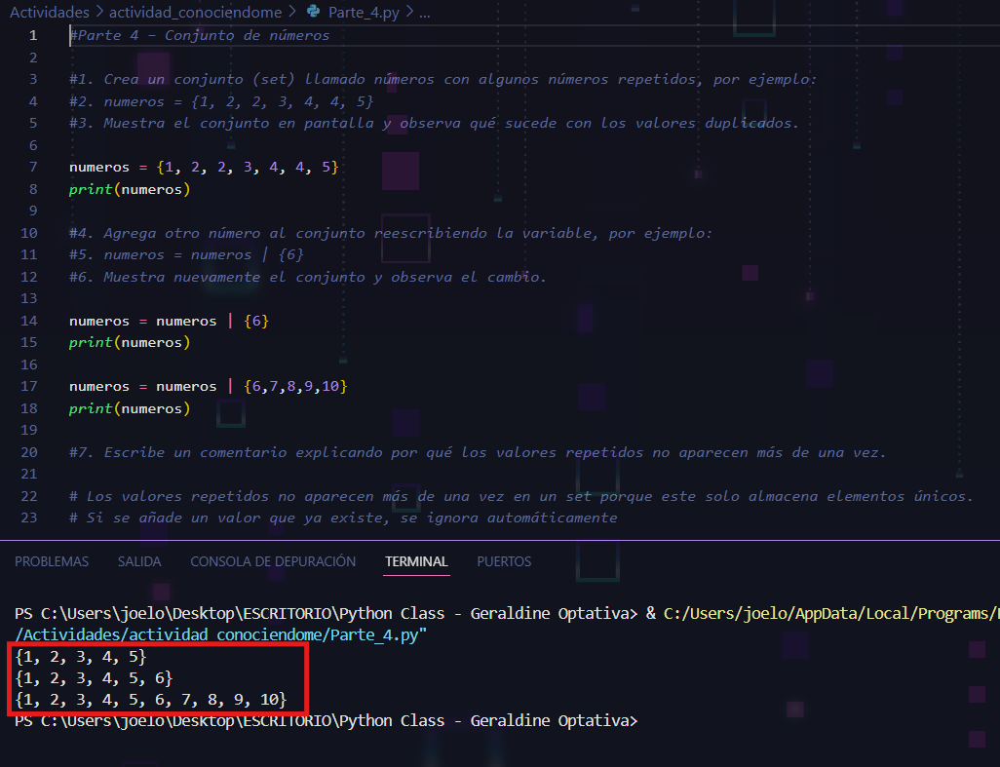 Actividades > actividad_conociendome > Parte_4.py > ...
1 #Parte 4 - Conjunto de números
2
3 #1. Crea un conjunto (set) llamado números con algunos números repetidos, por ejemplo:
4 #2. numeros = {1, 2, 2, 3, 4, 4, 5}
5 #3. Muestra el conjunto en pantalla y observa qué sucede con los valores duplicados.
6
7 numeros = {1, 2, 2, 3, 4, 4, 5}
8 print(numeros)
9
10 #4. Agrega otro número al conjunto reescribiendo la variable, por ejemplo:
11 #5. numeros = numeros | {6}
12 #6. Muestra nuevamente el conjunto y observa el cambio.
13
14 numeros = numeros | {6}
15 print(numeros)
16
17 numeros = numeros | {6,7,8,9,10}
18 print(numeros)
19
20 #7. Escribe un comentario explicando por qué los valores repetidos no aparecen más de una vez.
21
22 # Los valores repetidos no aparecen más de una vez en un set porque este solo almacena elementos únicos.
23 # Si se añade un valor que ya existe, se ignora automáticamente
PROBLEMAS SALIDA CONSOLA DE DEPURACIÓN TERMINAL PUERTOS
PS C:\Users\joelo\Desktop\ESCRITORIO\Python Class - Geraldine Optativa> & C:/Users/joelo/AppData/Local/Programs/
/Actividades/actividad_conociendome/Parte_4.py"
{1, 2, 3, 4, 5}
{1, 2, 3, 4, 5, 6}
{1, 2, 3, 4, 5, 6, 7, 8, 9, 10}
PS C:\Users\joelo\Desktop\ESCRITORIO\Python Class - Geraldine Optativa>